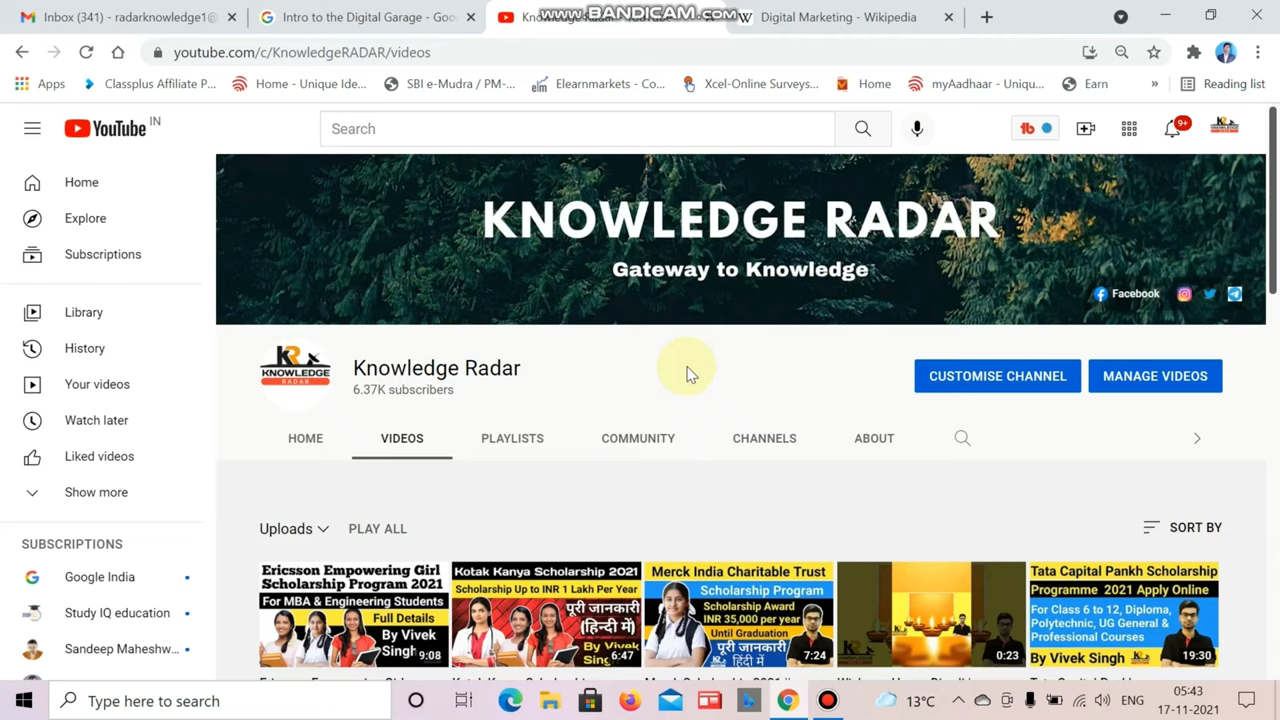 www.BANDICAM.com
Inbox (341) - radarknowledge1@
Intro to the Digital Garage - Goo
Digital Marketing - Wikipedia
youtube.com/c/KnowledgeRADAR/videos
Apps
Classplus Affiliate P...
Home - Unique Ide...
SBI e-Mudra / PM-...
Elearnmarkets - Co...
Xcel-Online Surveys...
Home
myAadhaar - Uniqu...
Earn
»
Reading list
YouTube IN
Search
9+
Home
Explore
Subscriptions
Library
History
Your videos
Watch later
Liked videos
Show more
SUBSCRIPTIONS
Google India
Study IQ education
Sandeep Maheshw...
KNOWLEDGE RADAR
Gateway to Knowledge
Facebook
KR
KNOWLEDGE
RADAR
Knowledge Radar
6.37K subscribers
CUSTOMISE CHANNEL
MANAGE VIDEOS
HOME
VIDEOS
PLAYLISTS
COMMUNITY
CHANNELS
ABOUT
Uploads
PLAY ALL
SORT BY
Ericsson Empowering Girl
Scholarship Program 2021
For MBA & Engineering Students
Full Details
By Vivek
Singh
9:08
Kotak Kanya Scholarship 2021
Scholarship Up to INR 1 Lakh Per Year
पूरी जानकारी
(हिन्दी में)
By Vivek
6:47
Merck India Charitable Trust
Scholarship Program
Scholarship Award
INR 35,000 per year
Until Graduation
पूरी जानकारी
हिंदी में
7:24
0:23
Tata Capital Pankh Scholarship
Programme 2021 Apply Online
For Class 6 to 12, Diploma,
Polytechnic, UG General &
Professional Courses
By Vivek Singh
19:30
Type here to search
13°C
ENG
05:43
17-11-2021